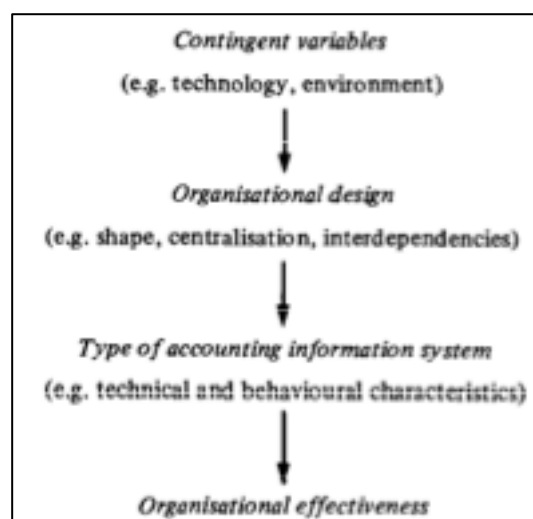 Contingent variables
(e.g. technology, environment)
Organisational design
(e.g. shape, centralisation, interdependencies)
Type of accounting information system
(e.g. technical and behavioural characteristics)
Organisational effectiveness